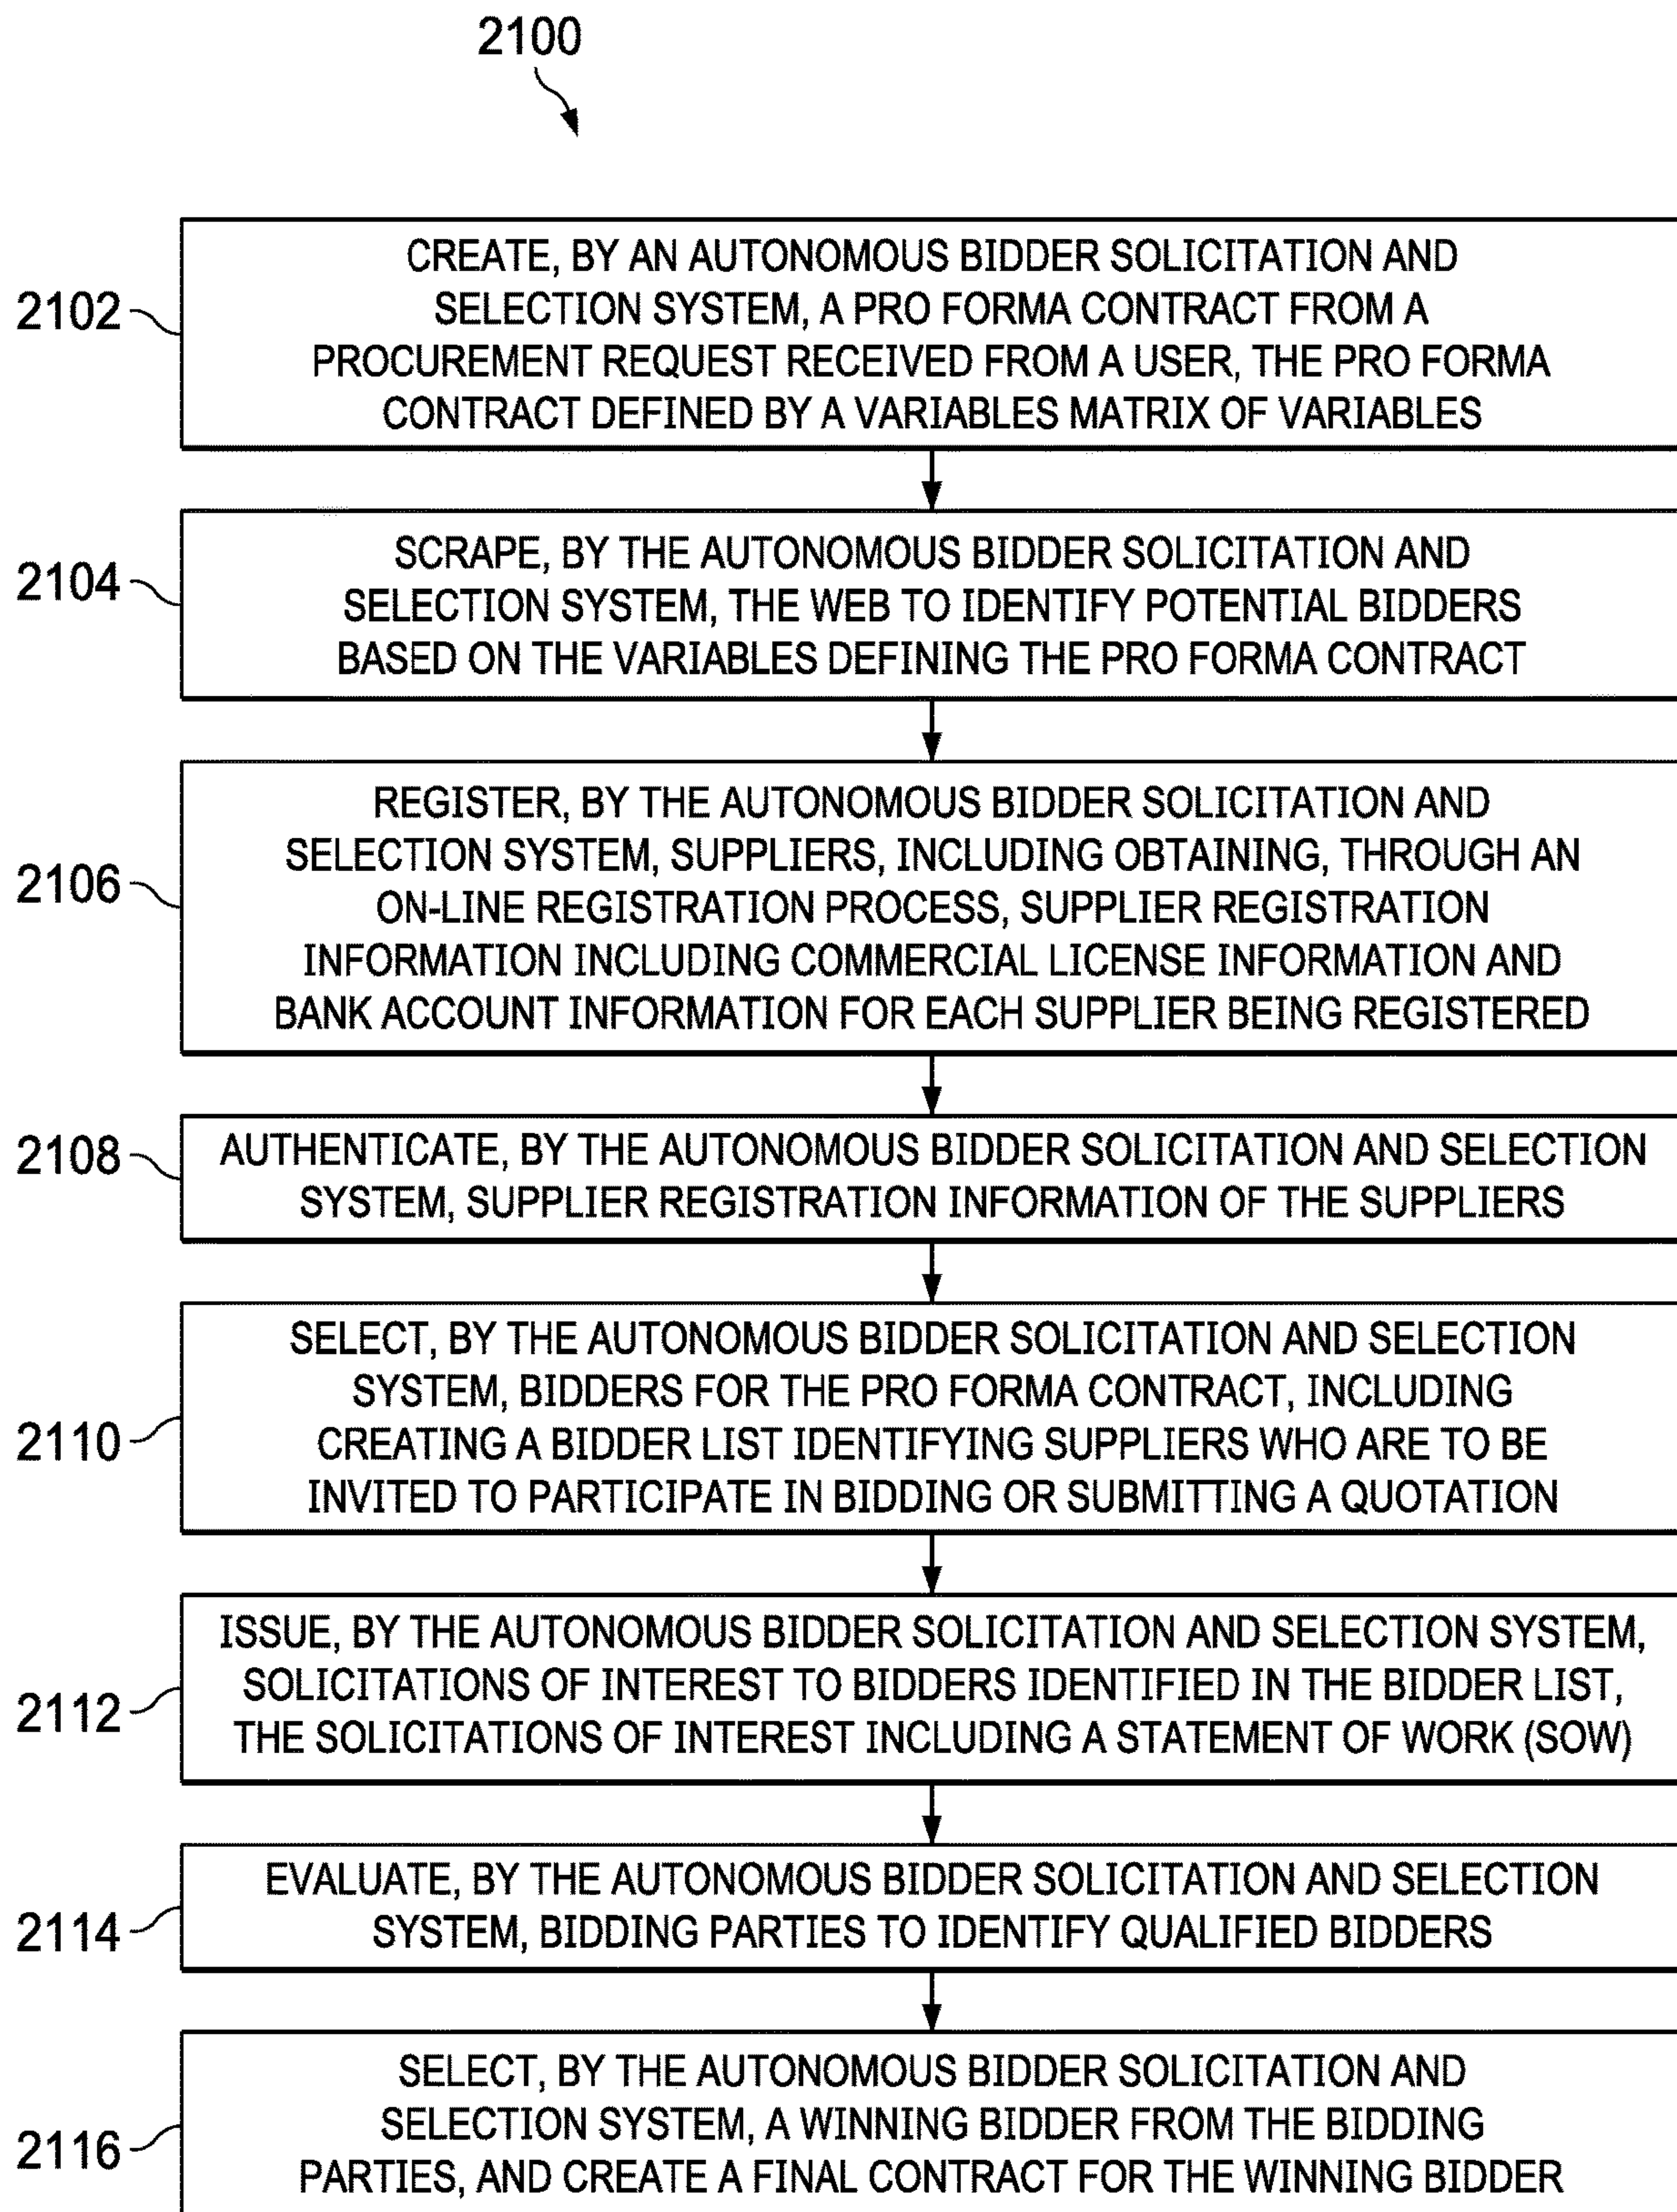 2100
2102
CREATE, BY AN AUTONOMOUS BIDDER SOLICITATION AND
SELECTION SYSTEM, A PRO FORMA CONTRACT FROM A
PROCUREMENT REQUEST RECEIVED FROM A USER, THE PRO FORMA
CONTRACT DEFINED BY A VARIABLES MATRIX OF VARIABLES
2104
SCRAPE, BY THE AUTONOMOUS BIDDER SOLICITATION AND
SELECTION SYSTEM, THE WEB TO IDENTIFY POTENTIAL BIDDERS
BASED ON THE VARIABLES DEFINING THE PRO FORMA CONTRACT
2106
REGISTER, BY THE AUTONOMOUS BIDDER SOLICITATION AND
SELECTION SYSTEM, SUPPLIERS, INCLUDING OBTAINING, THROUGH AN
ON-LINE REGISTRATION PROCESS, SUPPLIER REGISTRATION
INFORMATION INCLUDING COMMERCIAL LICENSE INFORMATION AND
BANK ACCOUNT INFORMATION FOR EACH SUPPLIER BEING REGISTERED
2108
AUTHENTICATE, BY THE AUTONOMOUS BIDDER SOLICITATION AND SELECTION
SYSTEM, SUPPLIER REGISTRATION INFORMATION OF THE SUPPLIERS
2110
SELECT, BY THE AUTONOMOUS BIDDER SOLICITATION AND SELECTION
SYSTEM, BIDDERS FOR THE PRO FORMA CONTRACT, INCLUDING
CREATING A BIDDER LIST IDENTIFYING SUPPLIERS WHO ARE TO BE
INVITED TO PARTICIPATE IN BIDDING OR SUBMITTING A QUOTATION
2112
ISSUE, BY THE AUTONOMOUS BIDDER SOLICITATION AND SELECTION SYSTEM,
SOLICITATIONS OF INTEREST TO BIDDERS IDENTIFIED IN THE BIDDER LIST,
THE SOLICITATIONS OF INTEREST INCLUDING A STATEMENT OF WORK (SOW)
2114
EVALUATE, BY THE AUTONOMOUS BIDDER SOLICITATION AND SELECTION
SYSTEM, BIDDING PARTIES TO IDENTIFY QUALIFIED BIDDERS
2116
SELECT, BY THE AUTONOMOUS BIDDER SOLICITATION AND
SELECTION SYSTEM, A WINNING BIDDER FROM THE BIDDING
PARTIES, AND CREATE A FINAL CONTRACT FOR THE WINNING BIDDER